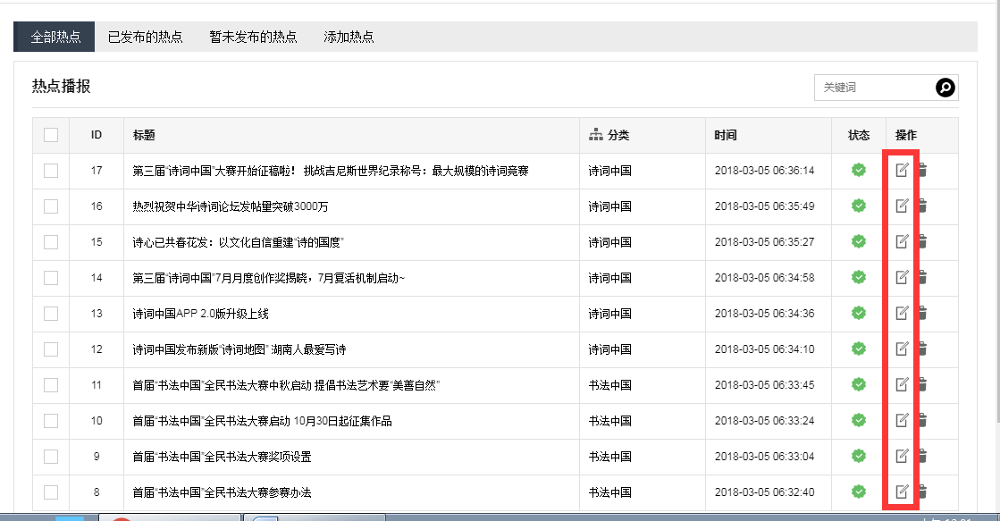 全部热点 已发布的热点 暂未发布的热点 添加热点
热点播报 关键词
ID 标题 分类 时间 状态 操作
17 第三届“诗词中国”大赛开始征稿啦！ 挑战吉尼斯世界纪录称号：最大规模的诗词竞赛 诗词中国 2018-03-05 06:36:14
16 热烈祝贺中华诗词论坛发帖量突破3000万 诗词中国 2018-03-05 06:35:49
15 诗心已共春花发：以文化自信重建“诗的国度” 诗词中国 2018-03-05 06:35:27
14 第三届“诗词中国”7月月度创作奖揭晓，7月复活机制启动~ 诗词中国 2018-03-05 06:34:58
13 诗词中国APP 2.0版升级上线 诗词中国 2018-03-05 06:34:36
12 诗词中国发布新版“诗词地图” 湖南人最爱写诗 诗词中国 2018-03-05 06:34:10
11 首届“书法中国”全民书法大赛中秋启动 提倡书法艺术要“美善自然” 书法中国 2018-03-05 06:33:45
10 首届“书法中国”全民书法大赛启动 10月30日起征集作品 书法中国 2018-03-05 06:33:24
9 首届“书法中国”全民书法大赛奖项设置 书法中国 2018-03-05 06:33:04
8 首届“书法中国”全民书法大赛参赛办法 书法中国 2018-03-05 06:32:40